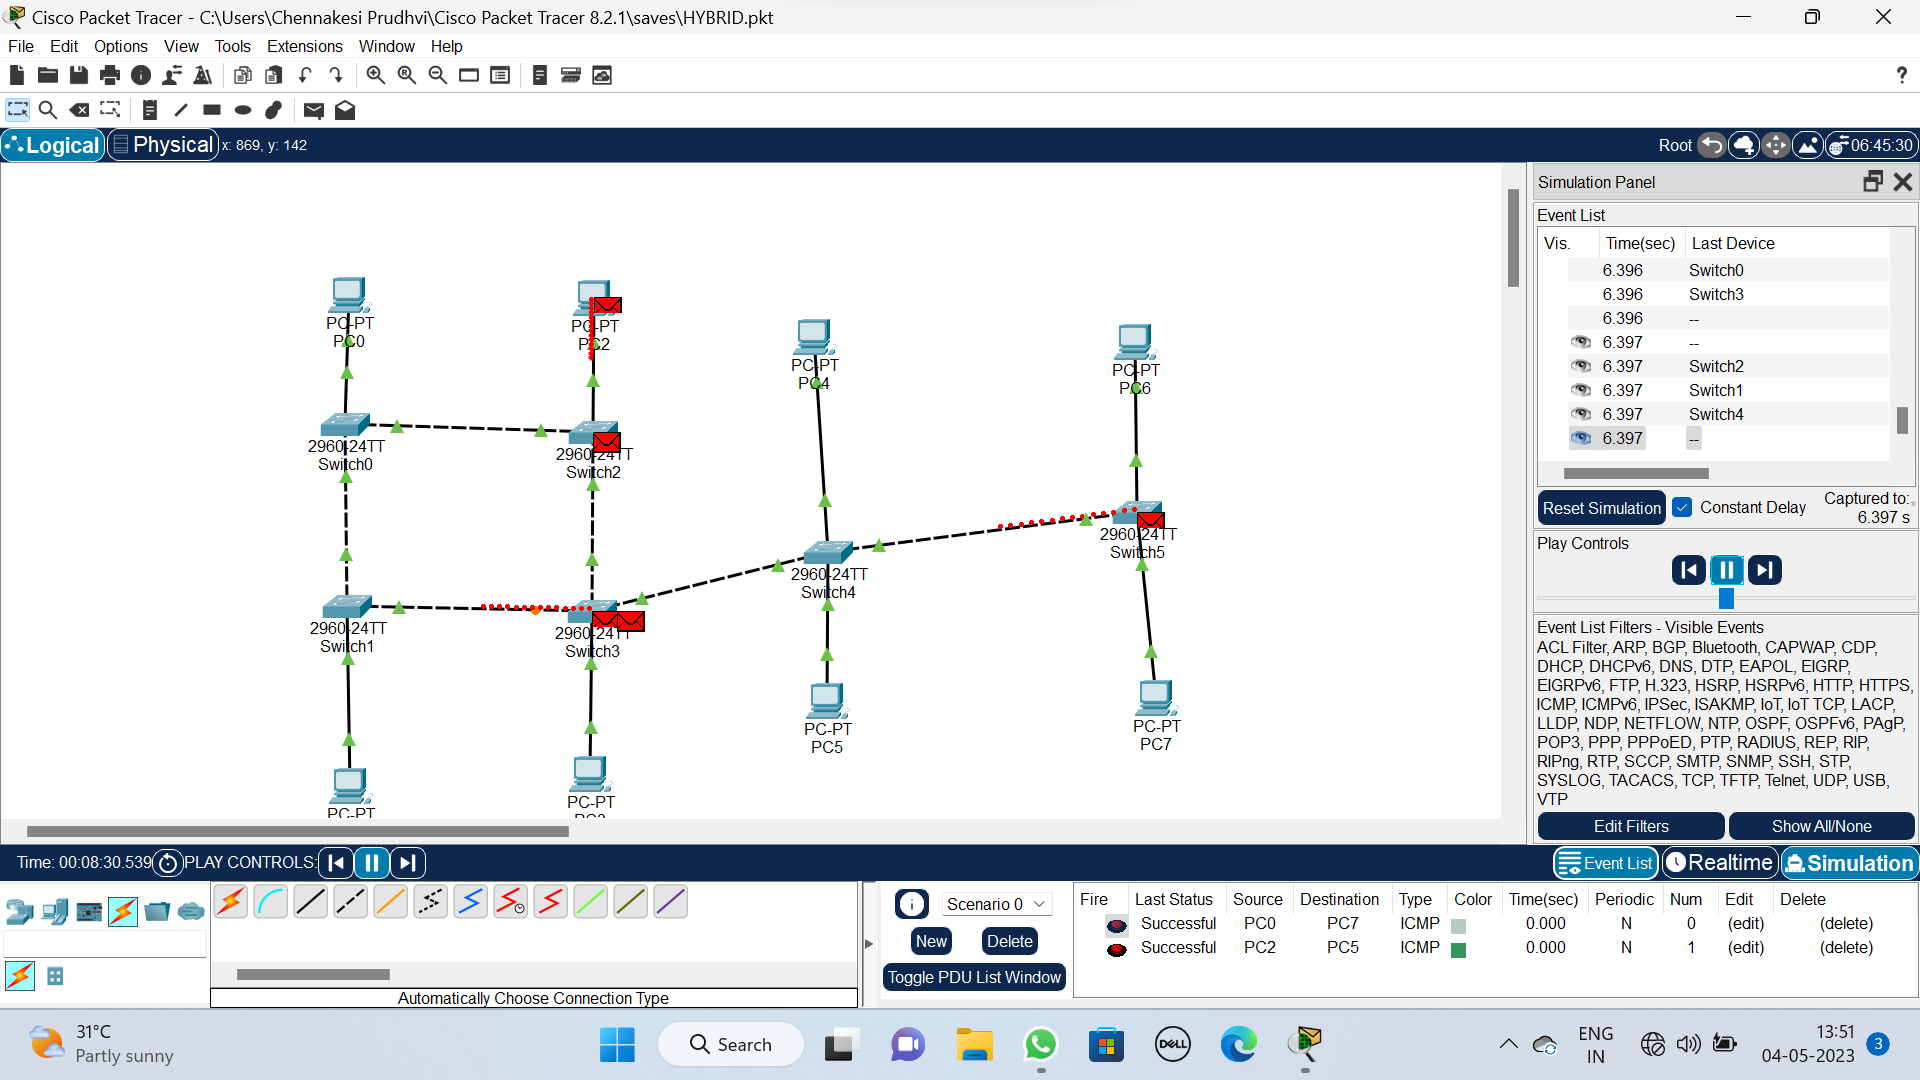 Cisco Packet Tracer - C:\Users\Chennakesi Prudhvi\Cisco Packet Tracer 8.2.1\saves\HYBRID.pkt
File Edit Options View Tools Extensions Window Help
?
Logical Physical x: 869, y: 142
Root 06:45:30
Simulation Panel
Event List
Vis. Time(sec) Last Device
6.396 Switch0
6.396 Switch3
6.396 --
6.397 --
6.397 Switch2
6.397 Switch1
6.397 Switch4
6.397 --
Reset Simulation Constant Delay Captured to:
6.397 s
Play Controls
Event List Filters - Visible Events
ACL Filter, ARP, BGP, Bluetooth, CAPWAP, CDP,
DHCP, DHCPv6, DNS, DTP, EAPOL, EIGRP,
EIGRPv6, FTP, H.323, HSRP, HSRPv6, HTTP, HTTPS,
ICMP, ICMPv6, IPSec, ISAKMP, IoT, IoT TCP, LACP,
LLDP, NDP, NETFLOW, NTP, OSPF, OSPFv6, PAgP,
POP3, PPP, PPPoED, PTP, RADIUS, REP, RIP,
RIPng, RTP, SCCP, SMTP, SNMP, SSH, STP,
SYSLOG, TACACS, TCP, TFTP, Telnet, UDP, USB,
VTP
Edit Filters Show All/None
PC-PT
PC0
PC-PT
PC2
PC-PT
PC4
PC-PT
PC6
2960-24TT
Switch0
2960-24TT
Switch2
2960-24TT
Switch5
2960-24TT
Switch4
2960-24TT
Switch1
2960-24TT
Switch3
PC-PT
PC5
PC-PT
PC7
PC-PT
PC-PT
Time: 00:08:30.539 PLAY CONTROLS:
Event List Realtime Simulation
Scenario 0
New Delete
Toggle PDU List Window
Fire Last Status Source Destination Type Color Time(sec) Periodic Num Edit Delete
Successful PC0 PC7 ICMP 0.000 N 0 (edit) (delete)
Successful PC2 PC5 ICMP 0.000 N 1 (edit) (delete)
Automatically Choose Connection Type
31°C
Partly sunny
Search
DELL
ENG
IN
13:51
04-05-2023
3